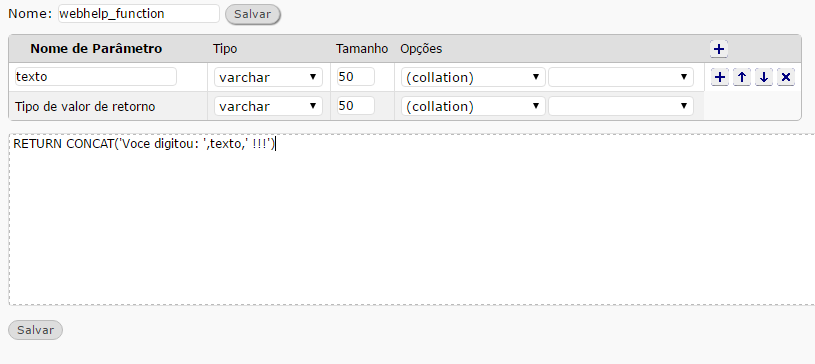 Nome: webhelp_function Salvar
Nome de Parâmetro Tipo Tamanho Opções
texto varchar 50 (collation)
Tipo de valor de retorno varchar 50 (collation)
RETURN CONCAT('Voce digitou: ',texto,' !!!')
Salvar